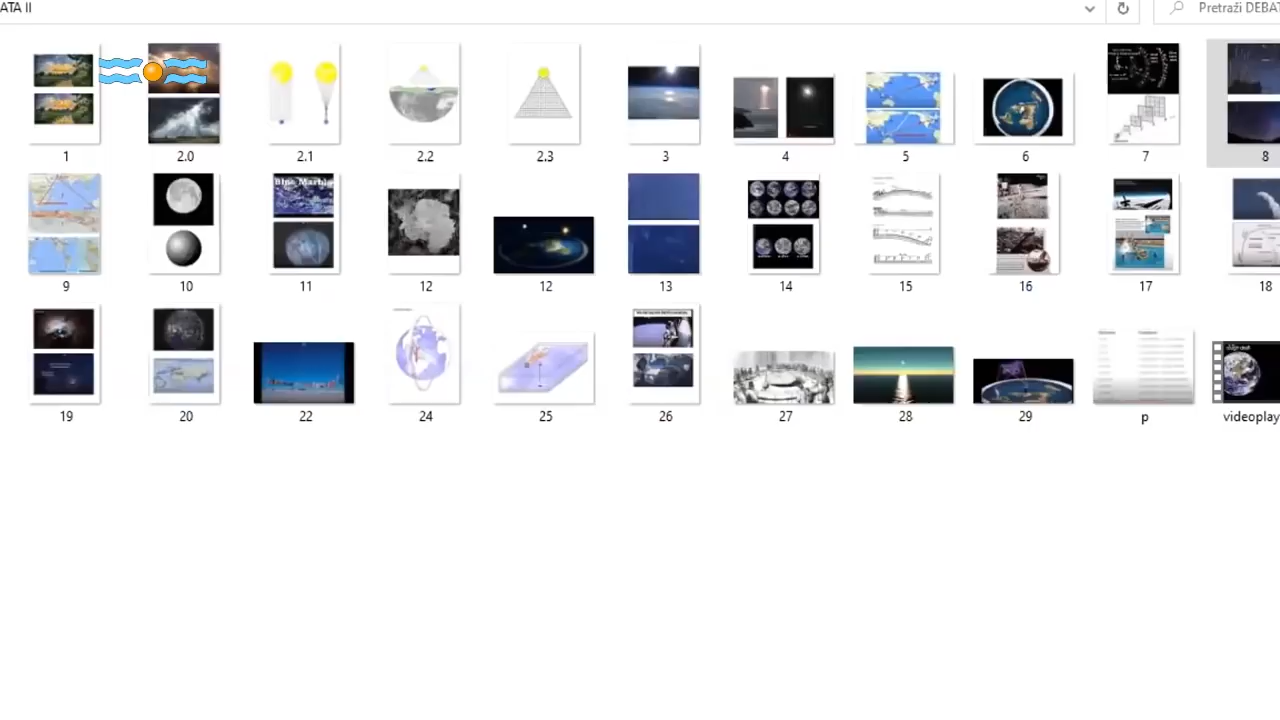 ATA II
Pretraži DEBAT
1 2.0 2.1 2.2 2.3 3 4 5 6 7 8
Blue Marble
9 10 11 12 12 13 14 15 16 17 18
19 20 22 24 25 26 27 28 29 p videoplay